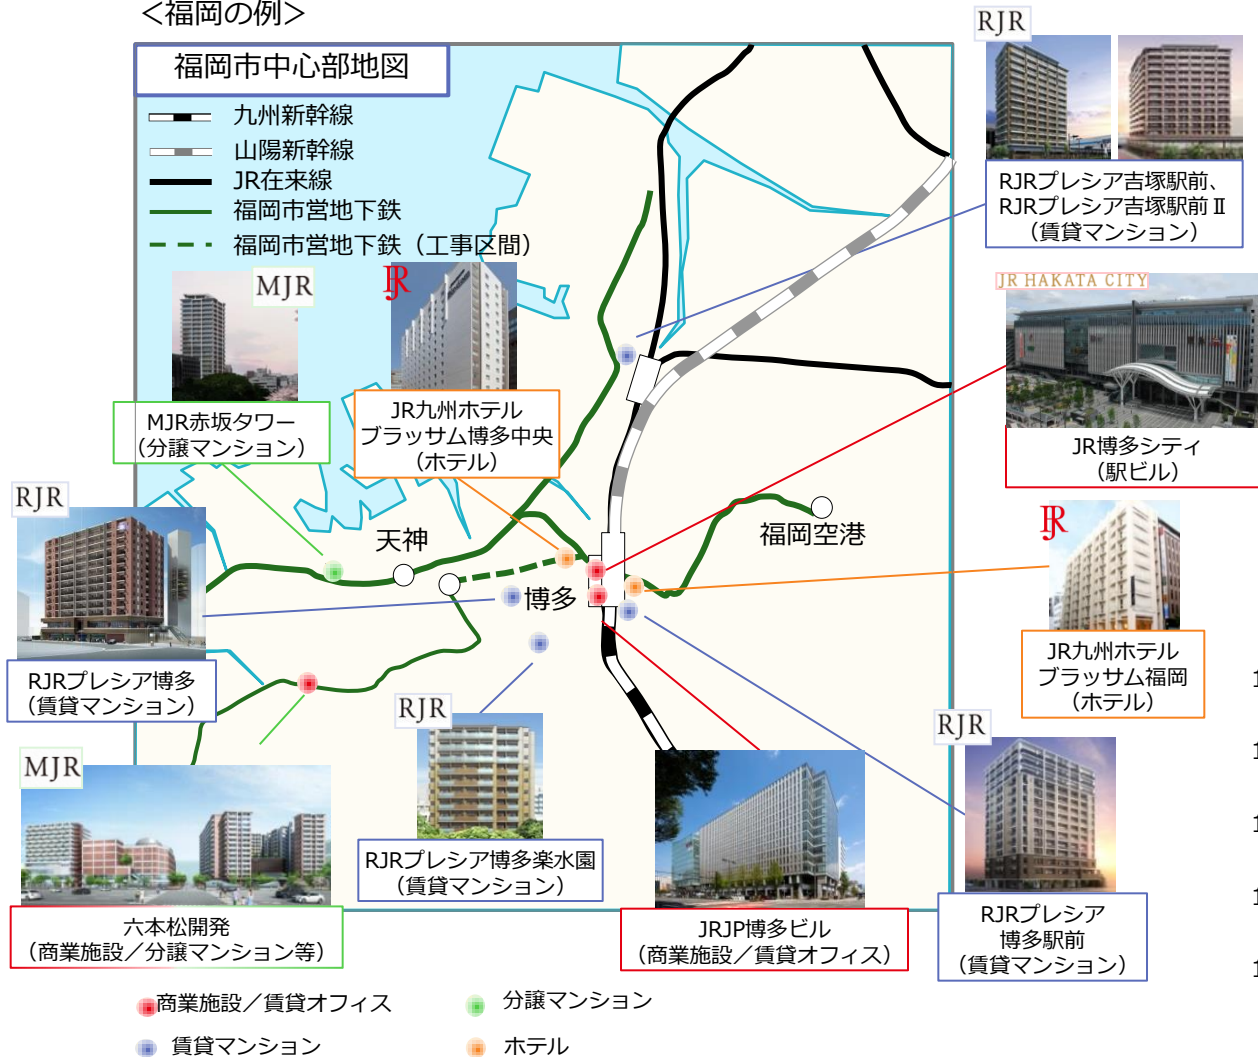 ＜福岡の例＞
福岡市中心部地図
九州新幹線
山陽新幹線
JR在来線
福岡市営地下鉄
福岡市営地下鉄（工事区間）
RJR
RJRプレシア吉塚駅前、
RJRプレシア吉塚駅前Ⅱ
（賃貸マンション）
MJR
MJR赤坂タワー
（分譲マンション）
JR
JR九州ホテル
ブラッサム博多中央
（ホテル）
JR HAKATA CITY
JR博多シティ
（駅ビル）
RJR
RJRプレシア博多
（賃貸マンション）
天神
博多
福岡空港
JR
JR九州ホテル
ブラッサム福岡
（ホテル）
MJR
六本松開発
（商業施設／分譲マンション等）
RJR
RJRプレシア博多楽水園
（賃貸マンション）
JRJP博多ビル
（商業施設／賃貸オフィス）
RJR
RJRプレシア
博多駅前
（賃貸マンション）
商業施設／賃貸オフィス
分譲マンション
賃貸マンション
ホテル